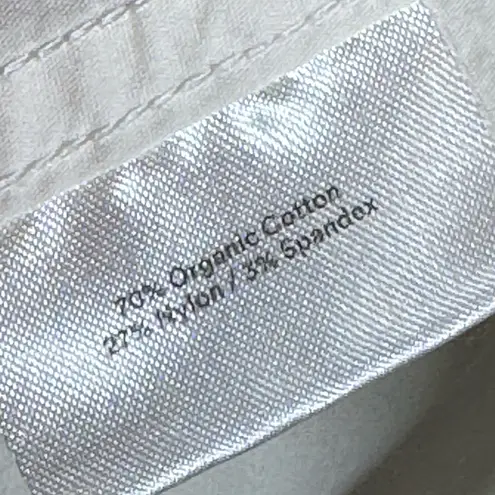 70% Organic Cotton
27% Nylon / 3% Spandex